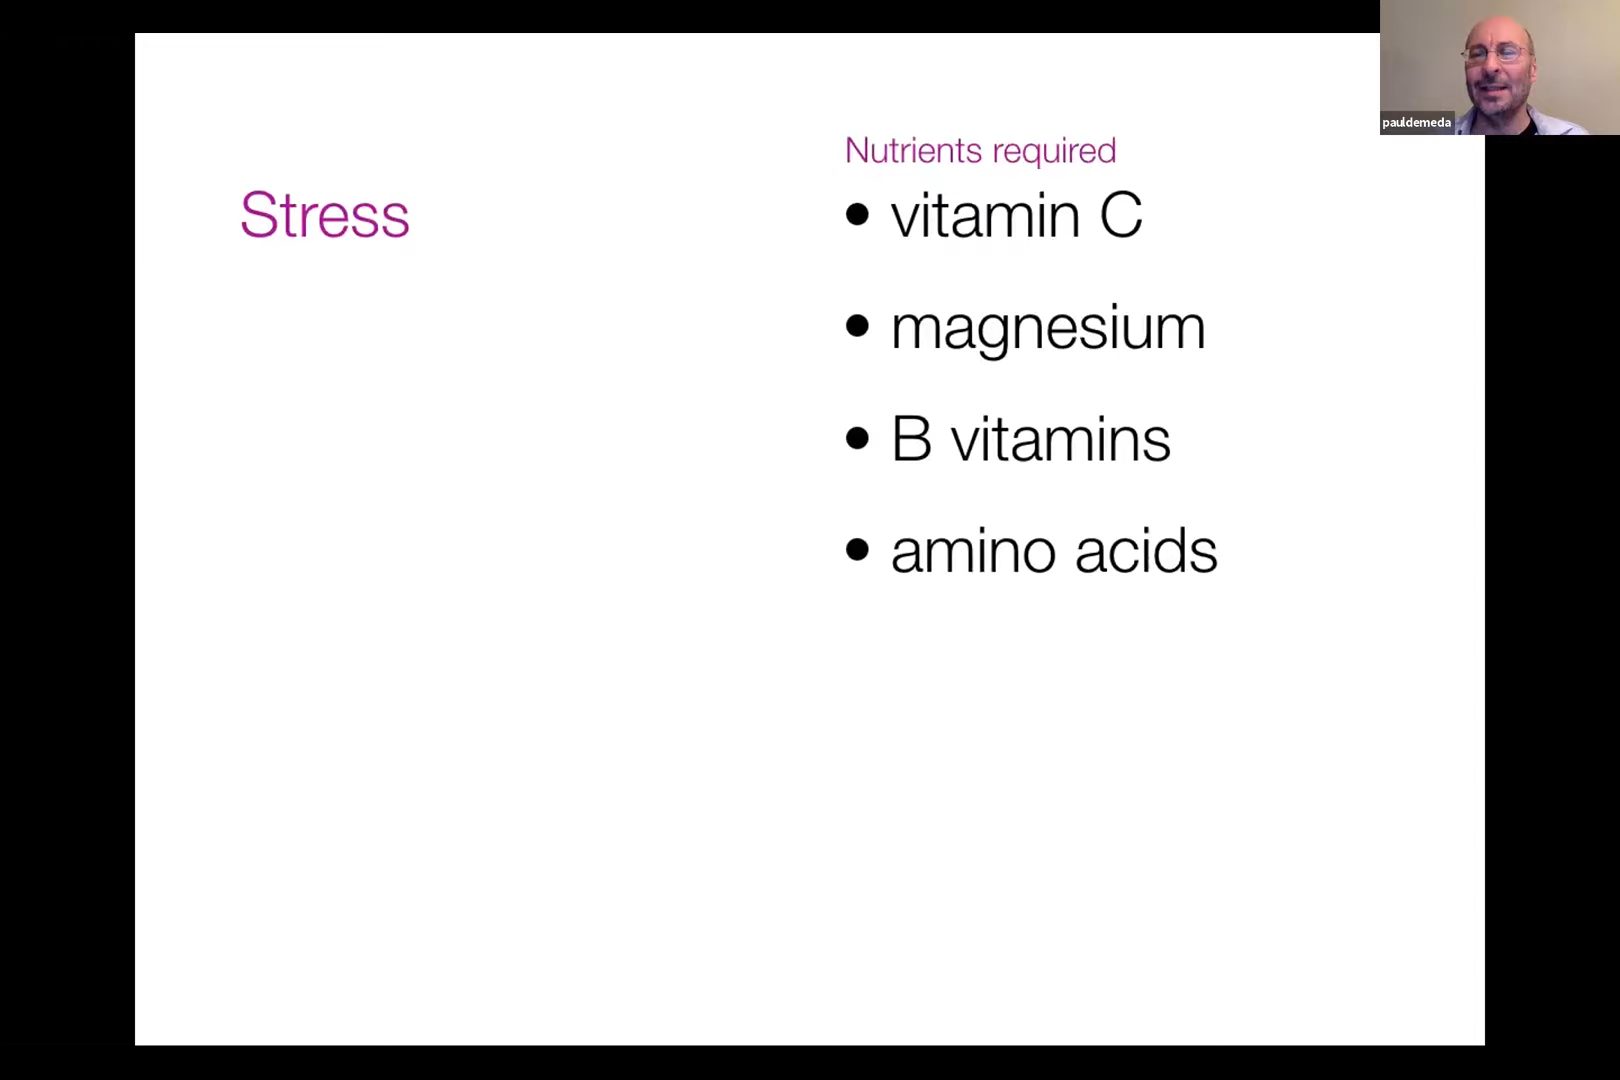 pauldemeda
Nutrients required
Stress
• vitamin C
• magnesium
• B vitamins
• amino acids